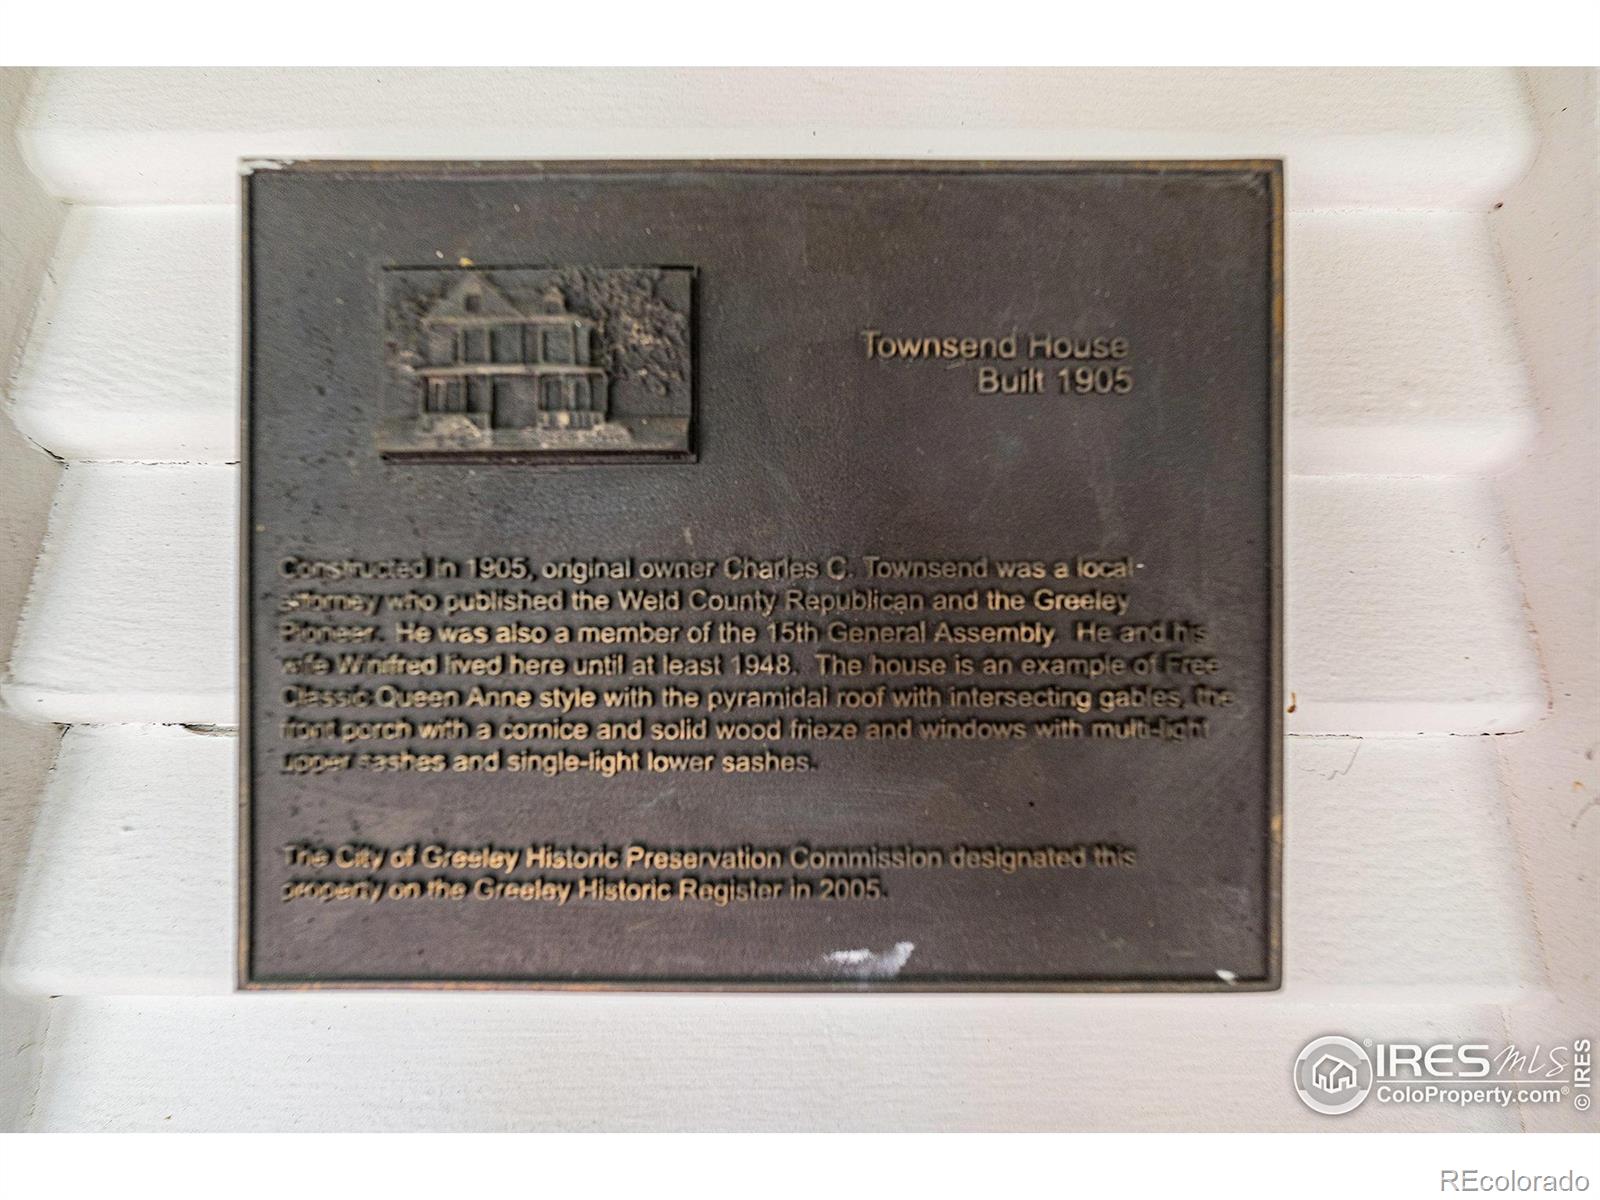 Townsend House
Built 1905
Constructed in 1905, original owner Charles C. Townsend was a local
attorney who published the Weld County Republican and the Greeley
Pioneer. He was also a member of the 15th General Assembly. He and his
wife Winifred lived here until at least 1948. The house is an example of Free
Classic Queen Anne style with the pyramidal roof with intersecting gables, the
front porch with a cornice and solid wood frieze and windows with multi-light
upper sashes and single-light lower sashes.
The City of Greeley Historic Preservation Commission designated this
property on the Greeley Historic Register in 2005.
IRES MLS
ColoProperty.com®
© IRES
REcolorado